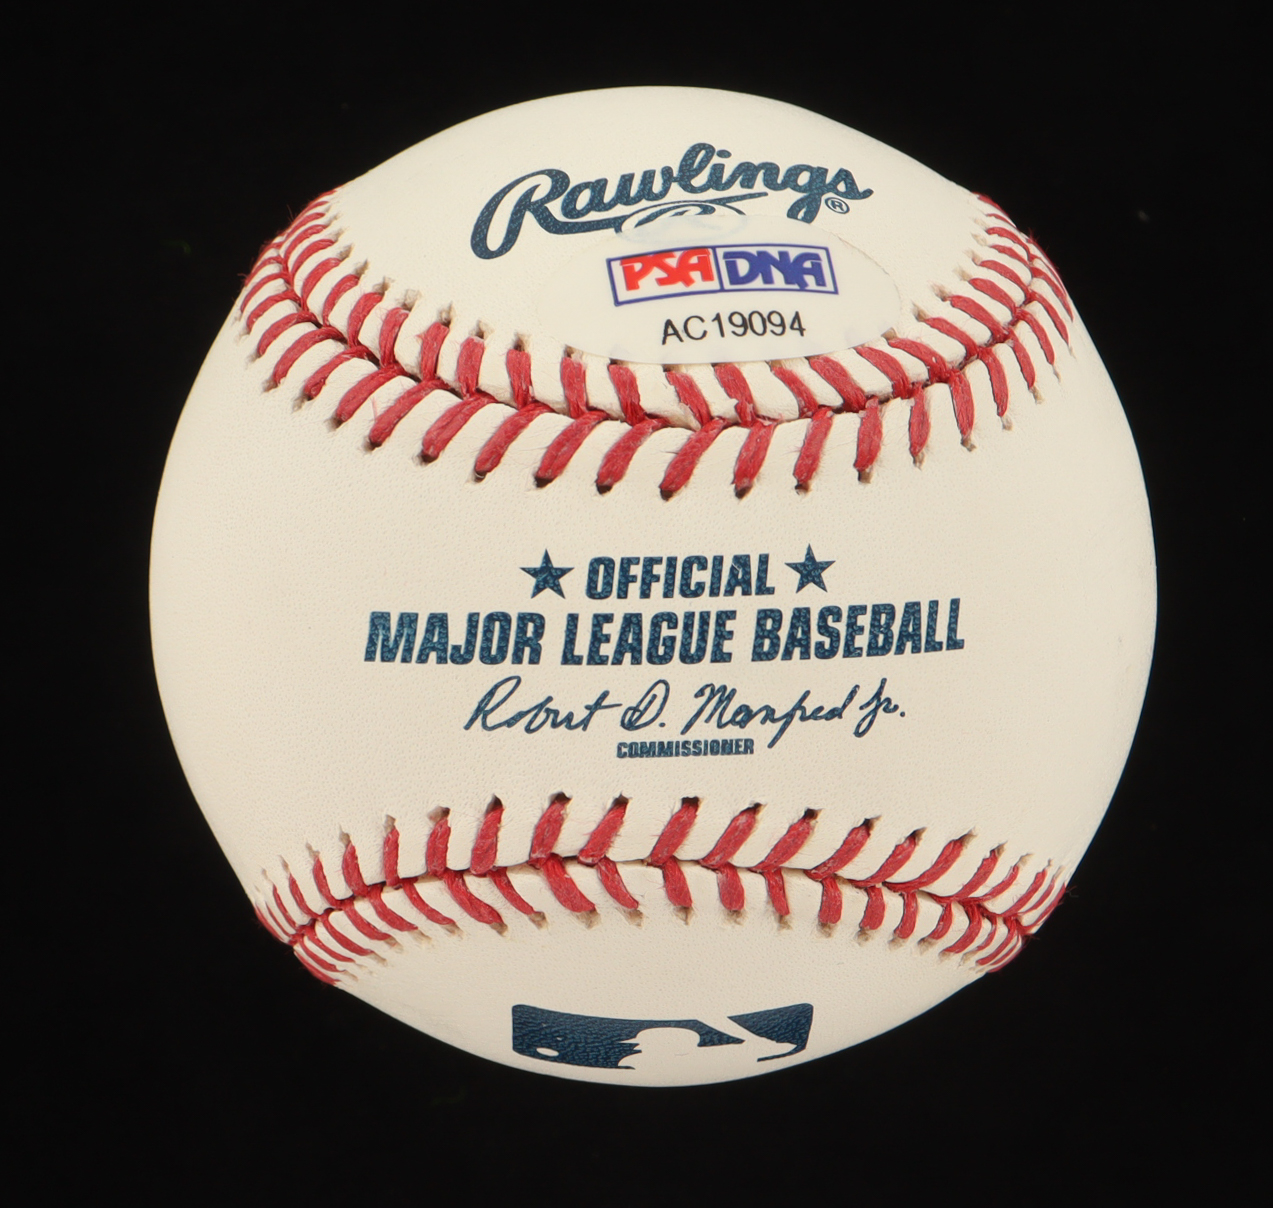 Rawlings®
PSA DNA
AC19094
★ OFFICIAL ★
MAJOR LEAGUE BASEBALL
Robert D. Manfred Jr.
COMMISSIONER